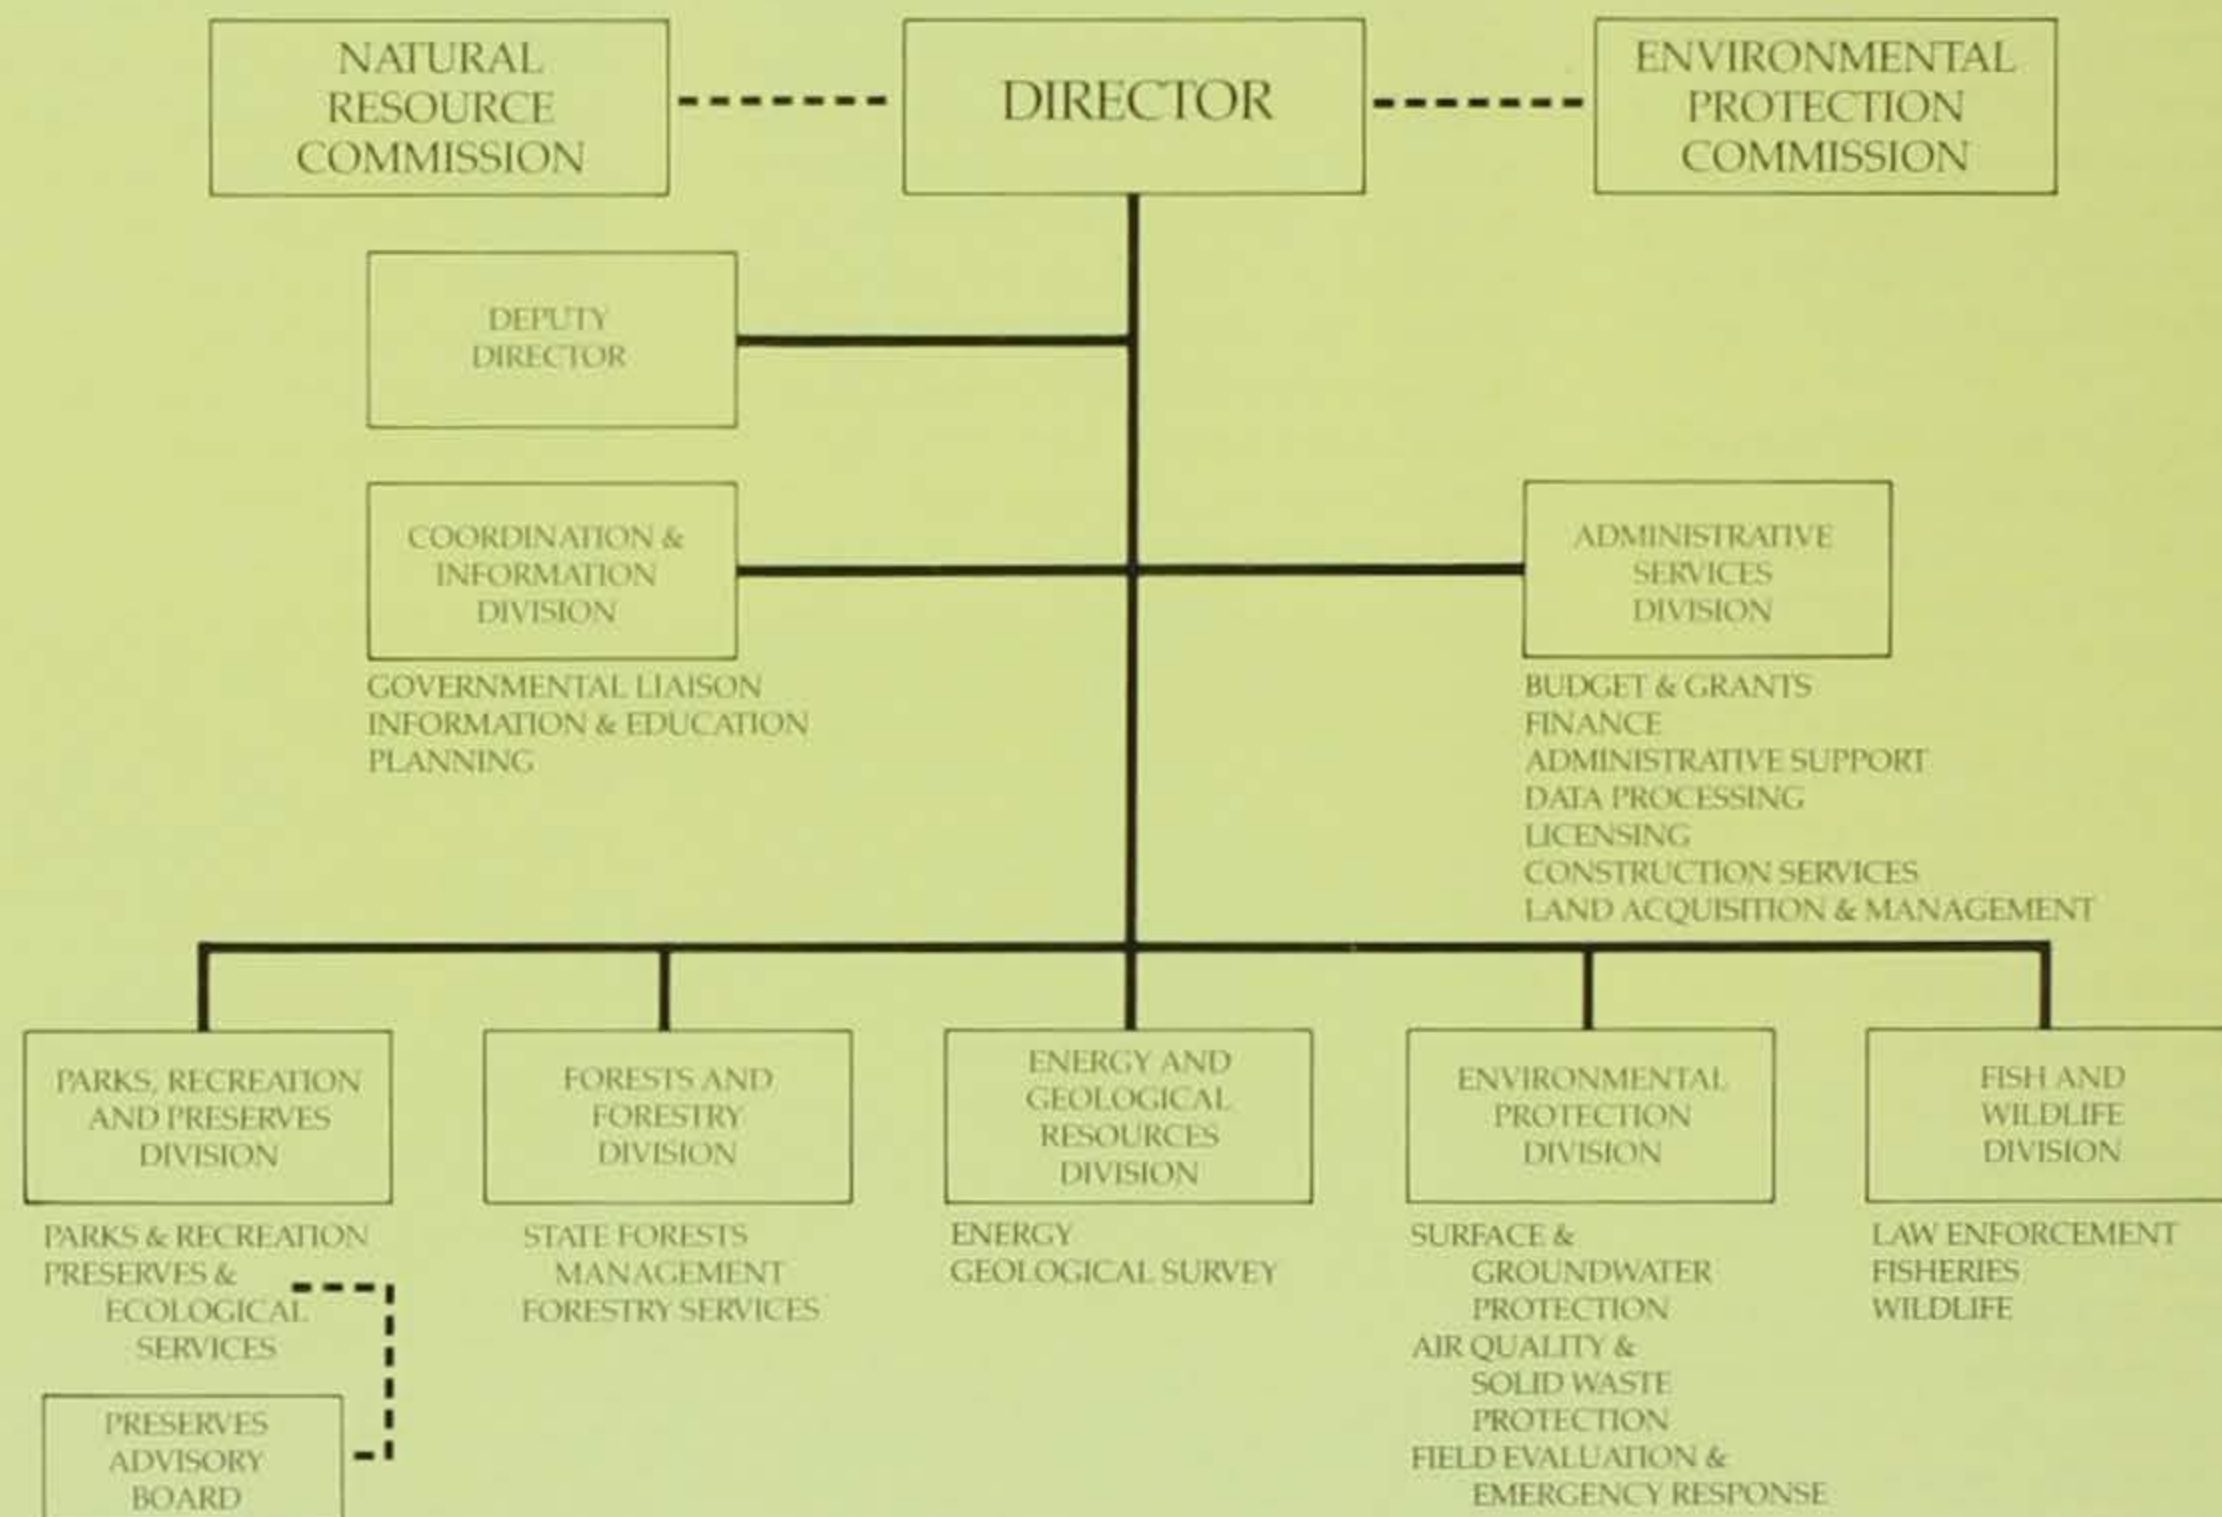 NATURAL
RESOURCE
COMMISSION
DIRECTOR
ENVIRONMENTAL
PROTECTION
COMMISSION
DEPUTY
DIRECTOR
COORDINATION &
INFORMATION
DIVISION
GOVERNMENTAL LIAISON
INFORMATION & EDUCATION
PLANNING
ADMINISTRATIVE
SERVICES
DIVISION
BUDGET & GRANTS
FINANCE
ADMINISTRATIVE SUPPORT
DATA PROCESSING
LICENSING
CONSTRUCTION SERVICES
LAND ACQUISITION & MANAGEMENT
PARKS, RECREATION
AND PRESERVES
DIVISION
PARKS & RECREATION
PRESERVES &
ECOLOGICAL
SERVICES
PRESERVES
ADVISORY
BOARD
FORESTS AND
FORESTRY
DIVISION
STATE FORESTS
MANAGEMENT
FORESTRY SERVICES
ENERGY AND
GEOLOGICAL
RESOURCES
DIVISION
ENERGY
GEOLOGICAL SURVEY
ENVIRONMENTAL
PROTECTION
DIVISION
SURFACE &
GROUNDWATER
PROTECTION
AIR QUALITY &
SOLID WASTE
PROTECTION
FIELD EVALUATION &
EMERGENCY RESPONSE
FISH AND
WILDLIFE
DIVISION
LAW ENFORCEMENT
FISHERIES
WILDLIFE